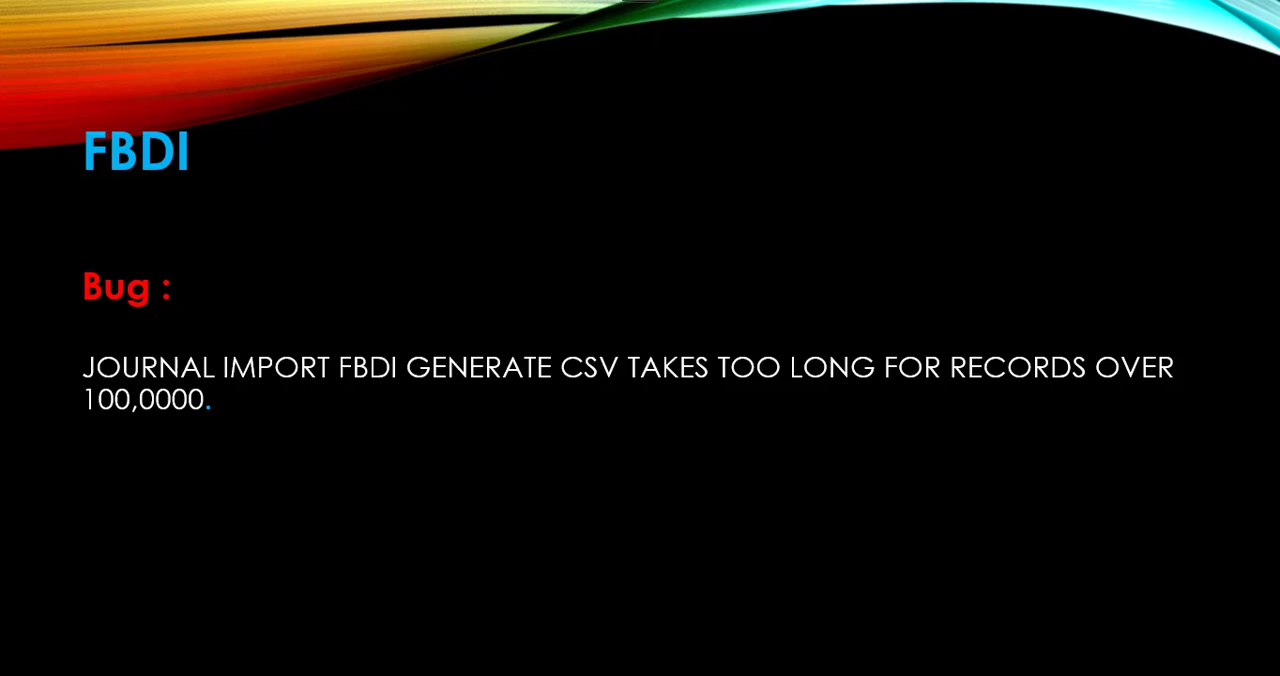 FBDI
Bug :
JOURNAL IMPORT FBDI GENERATE CSV TAKES TOO LONG FOR RECORDS OVER
100,0000.